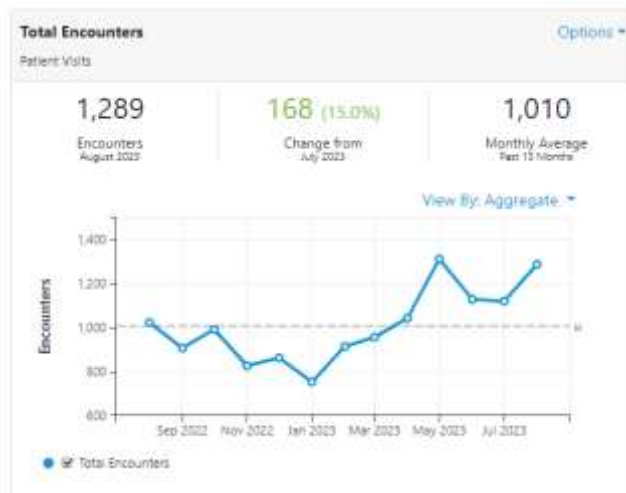 Total Encounters
Options
Patient Visits
1,289
Encounters
August 2023
168 (15.0%)
Change from
July 2023
1,010
Monthly Average
Past 13 Months
View By: Aggregate
Encounters
1,400
1,200
1,000
800
600
Sep 2022 Nov 2022 Jan 2023 Mar 2023 May 2023 Jul 2023
Total Encounters